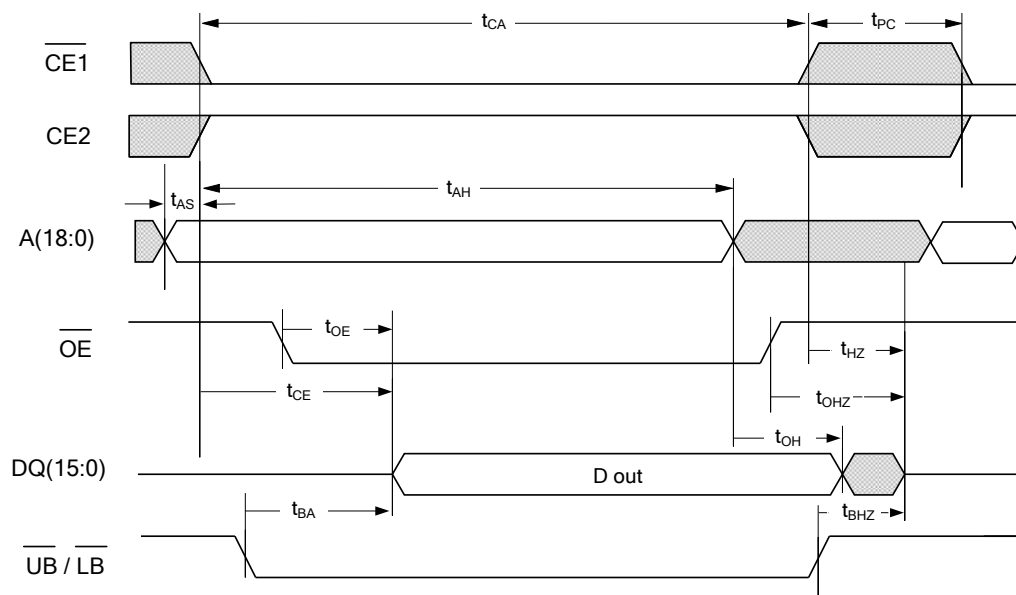 tCA
tPC
CE1
CE2
tAS
tAH
A(18:0)
tOE
OE
tHZ
tCE
tOHZ
tOH
DQ(15:0)
D out
tBA
tBHZ
UB / LB